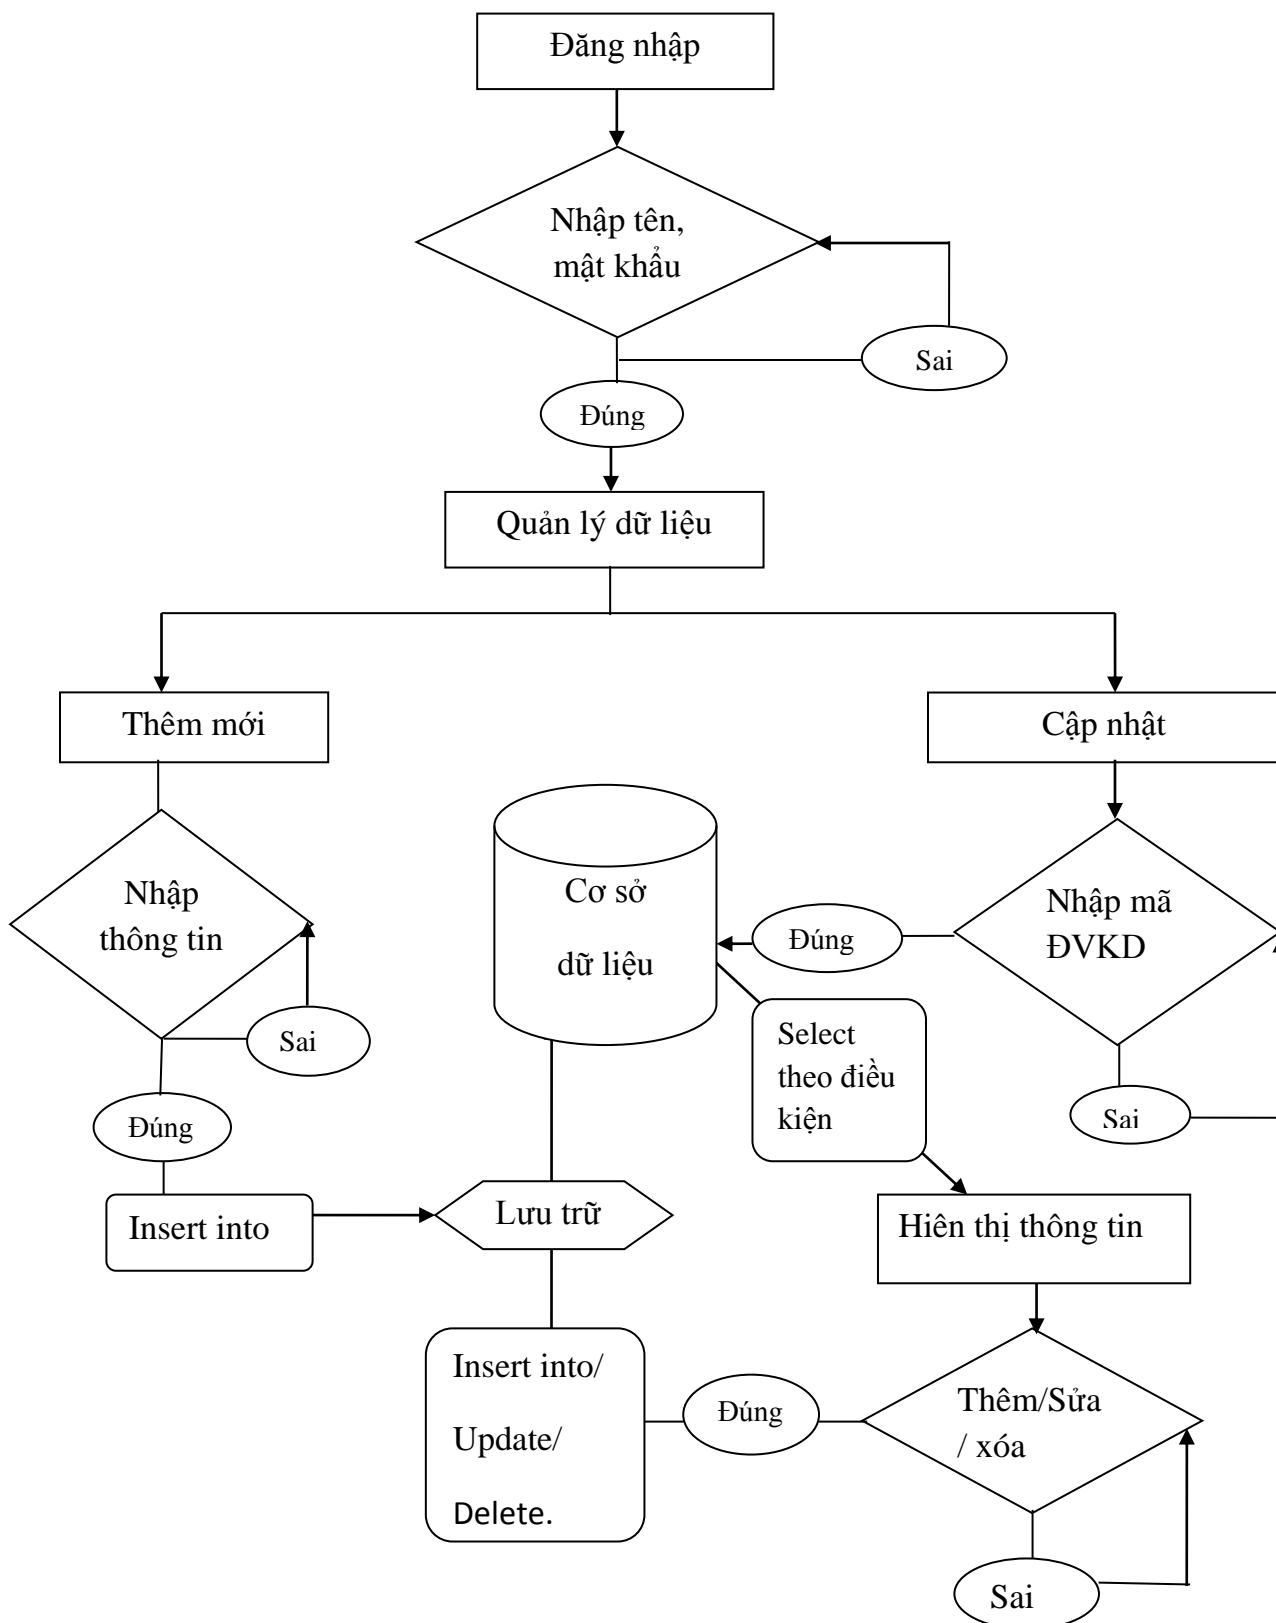 Đăng nhập
Nhập tên,
mật khẩu
Sai
Đúng
Quản lý dữ liệu
Thêm mới
Cập nhật
Nhập
thông tin
Cơ sở
dữ liệu
Đúng
Nhập mã
ĐVKD
Sai
Select
theo điều
kiện
Sai
Đúng
Insert into
Lưu trữ
Hiên thị thông tin
Insert into/
Update/
Delete.
Đúng
Thêm/Sửa
/ xóa
Sai